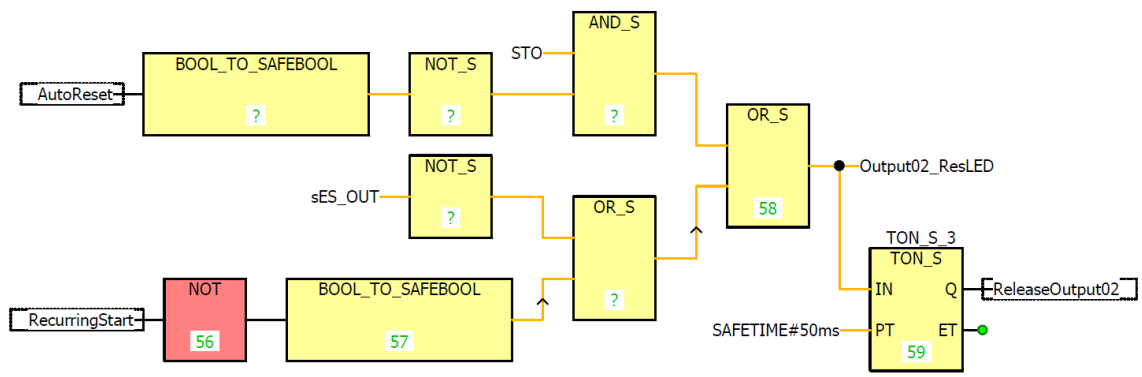 AND_S
STO
?
BOOL_TO_SAFEBOOL
AutoReset
?
NOT_S
?
OR_S
58
Output02_ResLED
NOT_S
sES_OUT
?
OR_S
?
NOT
RecurringStart
56
BOOL_TO_SAFEBOOL
57
TON_S_3
TON_S
IN Q
ReleaseOutput02
SAFETIME#50ms
PT ET
59